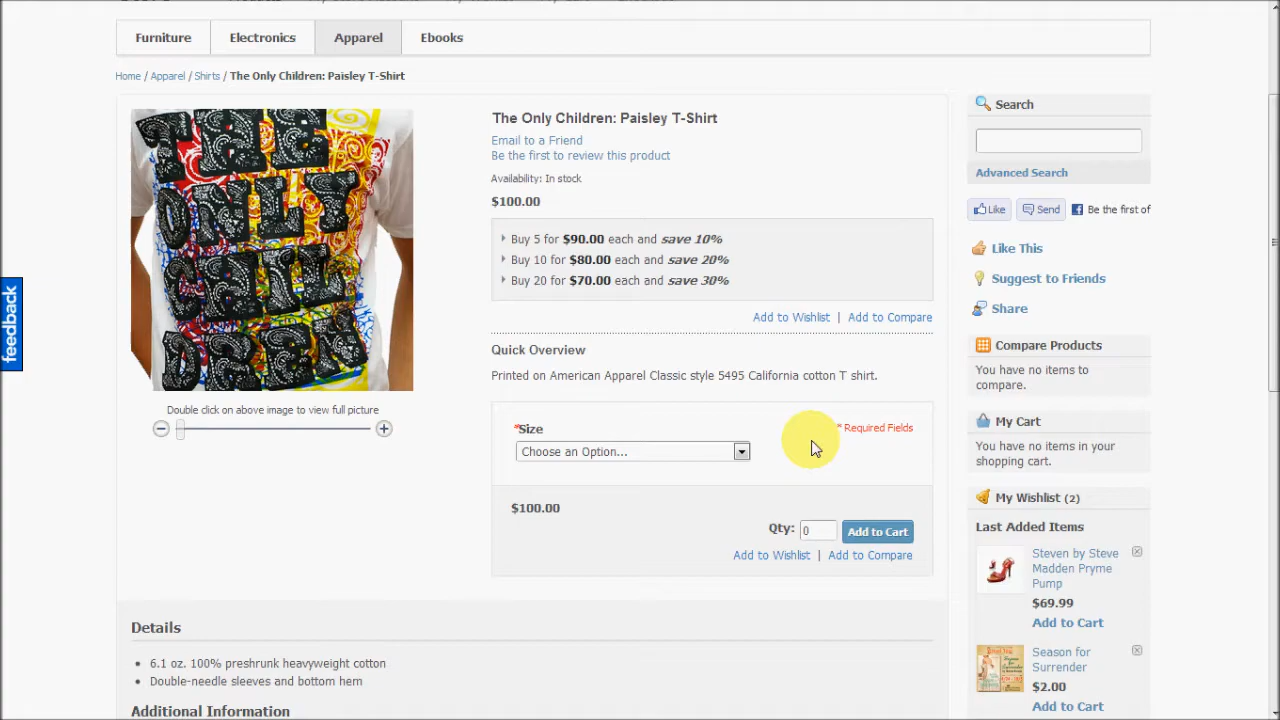 Furniture Electronics Apparel Ebooks
Home / Apparel / Shirts / The Only Children: Paisley T-Shirt
THE
ONLY
CHIL
DREN
Double click on above image to view full picture
The Only Children: Paisley T-Shirt
Email to a Friend
Be the first to review this product
Availability: In stock
$100.00
Buy 5 for $90.00 each and save 10%
Buy 10 for $80.00 each and save 20%
Buy 20 for $70.00 each and save 30%
Add to Wishlist | Add to Compare
Quick Overview
Printed on American Apparel Classic style 5495 California cotton T shirt.
*Size
* Required Fields
Choose an Option...
$100.00
Qty: 0 Add to Cart
Add to Wishlist | Add to Compare
Details
6.1 oz. 100% preshrunk heavyweight cotton
Double-needle sleeves and bottom hem
Additional Information
Search
Advanced Search
Like Send Be the first of
Like This
Suggest to Friends
Share
Compare Products
You have no items to
compare.
My Cart
You have no items in your
shopping cart.
My Wishlist (2)
Last Added Items
Steven by Steve
Madden Pryme
Pump
$69.99
Add to Cart
Season for
Surrender
$2.00
Add to Cart
feedback